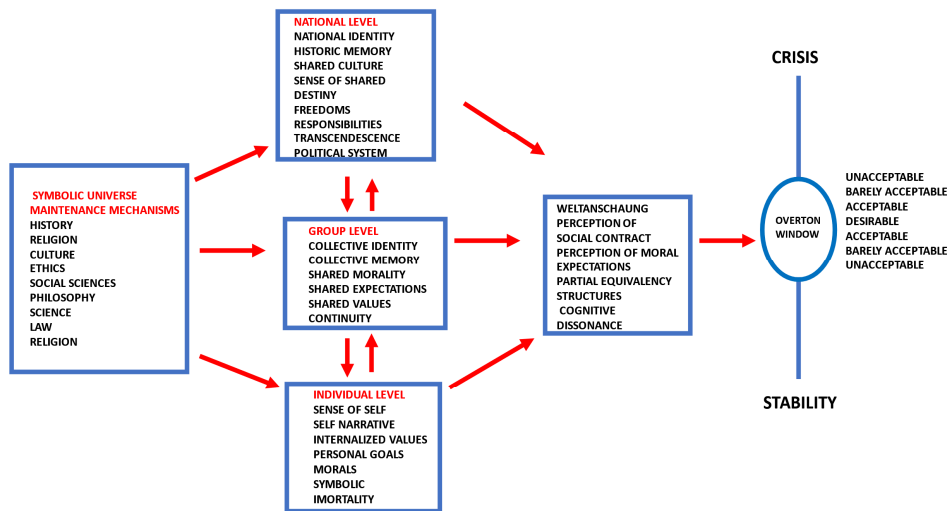 SYMBOLIC UNIVERSE
MAINTENANCE MECHANISMS
HISTORY
RELIGION
CULTURE
ETHICS
SOCIAL SCIENCES
PHILOSOPHY
SCIENCE
LAW
RELIGION
NATIONAL LEVEL
NATIONAL IDENTITY
HISTORIC MEMORY
SHARED CULTURE
SENSE OF SHARED
DESTINY
FREEDOMS
RESPONSIBILITIES
TRANSCENDESCENCE
POLITICAL SYSTEM
GROUP LEVEL
COLLECTIVE IDENTITY
COLLECTIVE MEMORY
SHARED MORALITY
SHARED EXPECTATIONS
SHARED VALUES
CONTINUITY
INDIVIDUAL LEVEL
SENSE OF SELF
SELF NARRATIVE
INTERNALIZED VALUES
PERSONAL GOALS
MORALS
SYMBOLIC
IMORTALITY
WELTANSCHAUNG
PERCEPTION OF
SOCIAL CONTRACT
PERCEPTION OF MORAL
EXPECTATIONS
PARTIAL EQUIVALENCY
STRUCTURES
COGNITIVE
DISSONANCE
CRISIS
OVERTON
WINDOW
STABILITY
UNACCEPTABLE
BARELY ACCEPTABLE
ACCEPTABLE
DESIRABLE
ACCEPTABLE
BARELY ACCEPTABLE
UNACCEPTABLE